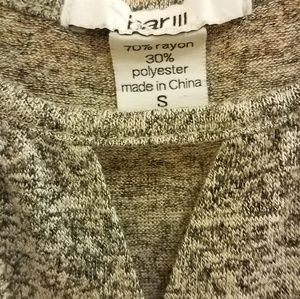 bar III
70% rayon
30%
polyester
made in China
S